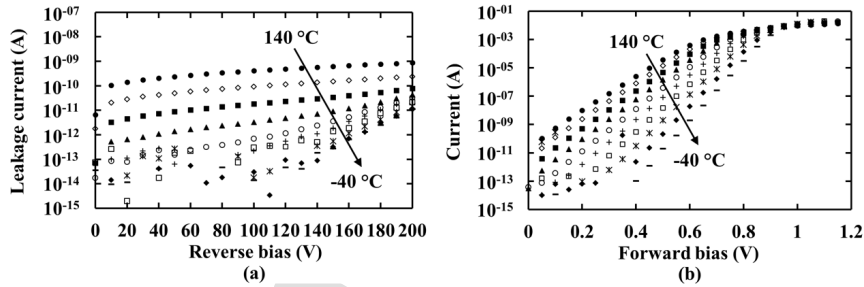 Leakage current (A)
10⁻⁰⁷
10⁻⁰⁸
10⁻⁰⁹
10⁻¹⁰
10⁻¹¹
10⁻¹²
10⁻¹³
10⁻¹⁴
10⁻¹⁵
140 °C
-40 °C
0 20 40 60 80 100 120 140 160 180 200
Reverse bias (V)
(a)
Current (A)
10⁻⁰¹
10⁻⁰³
10⁻⁰⁵
10⁻⁰⁷
10⁻⁰⁹
10⁻¹¹
10⁻¹³
10⁻¹⁵
140 °C
-40 °C
0 0.2 0.4 0.6 0.8 1 1.2
Forward bias (V)
(b)